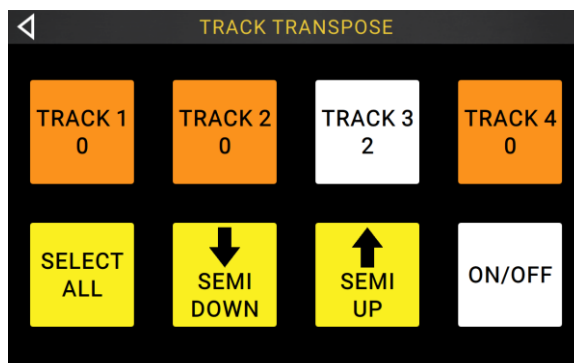 TRACK TRANSPOSE
TRACK 1
0
TRACK 2
0
TRACK 3
2
TRACK 4
0
SELECT
ALL
SEMI
DOWN
SEMI
UP
ON/OFF